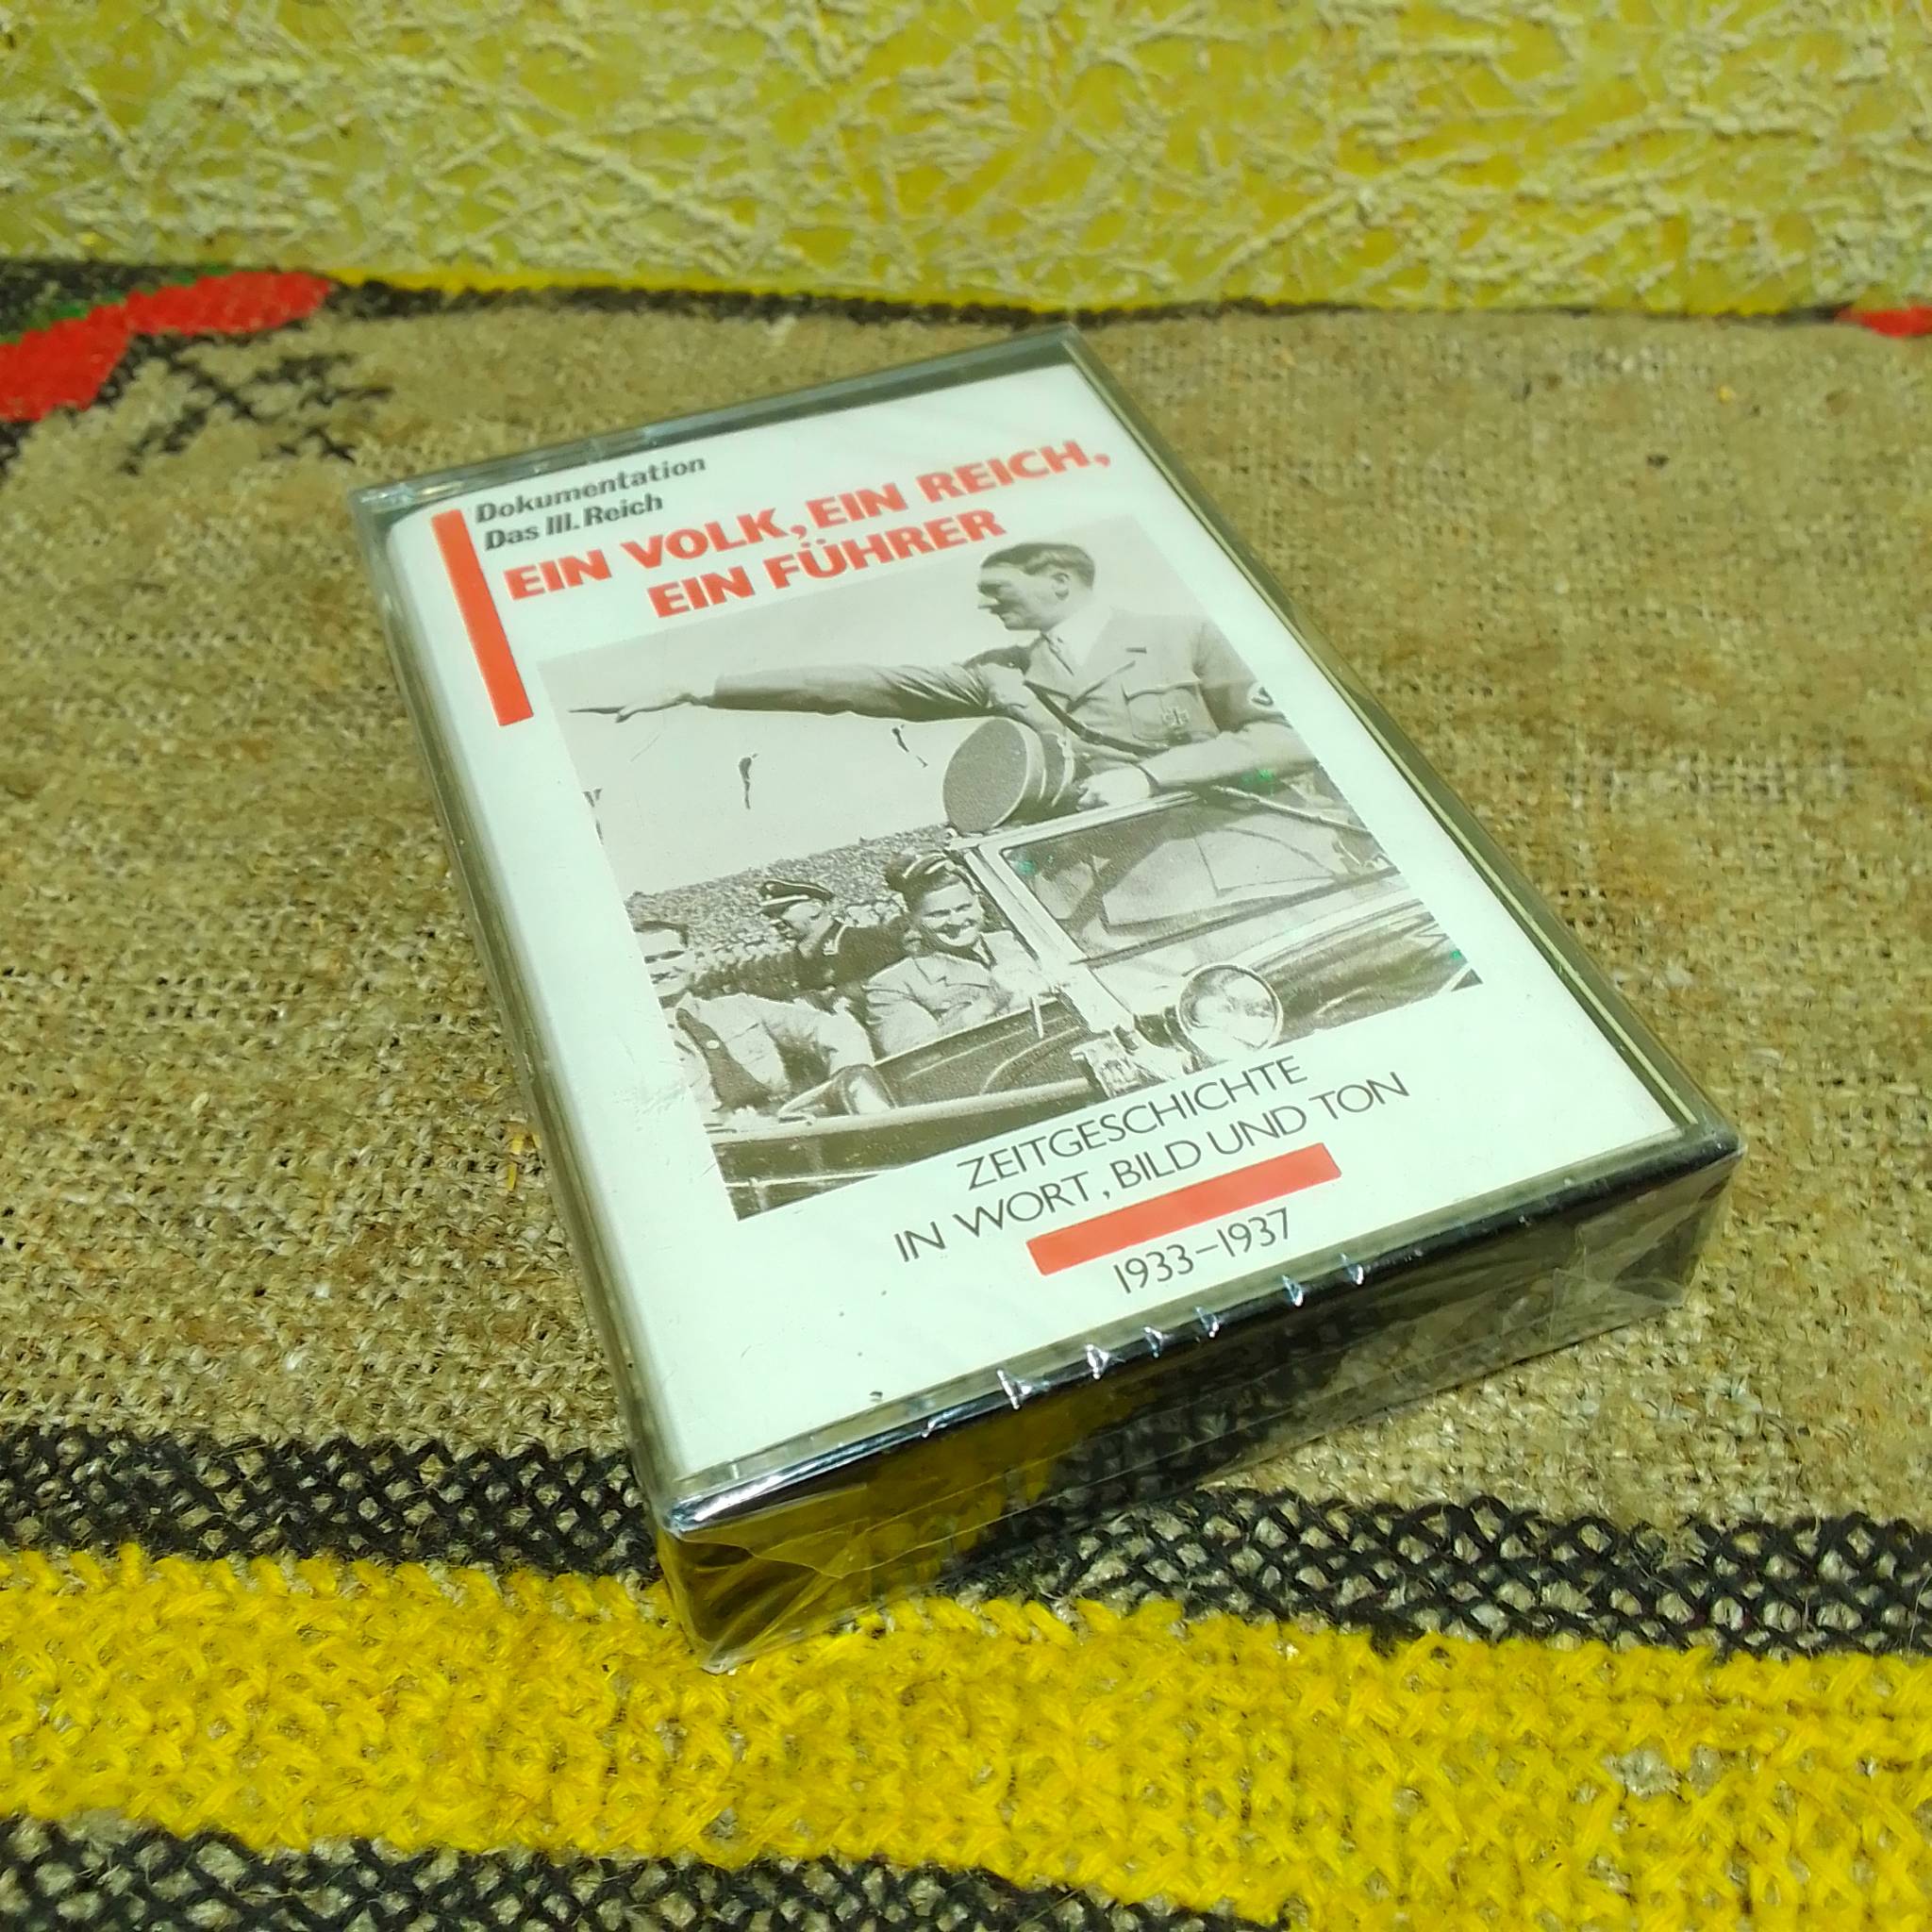 Dokumentation
Das III. Reich
EIN VOLK, EIN REICH,
EIN FÜHRER
ZEITGESCHICHTE
IN WORT, BILD UND TON
1933–1937